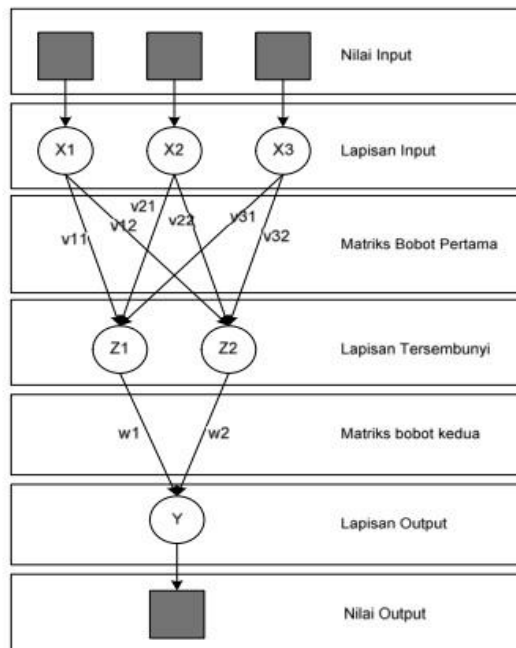 Nilai Input
X1 X2 X3 Lapisan Input
v21 v31
v11 v12 v22 v32
Matriks Bobot Pertama
Z1 Z2 Lapisan Tersembunyi
w1 w2 Matriks bobot kedua
Y Lapisan Output
Nilai Output